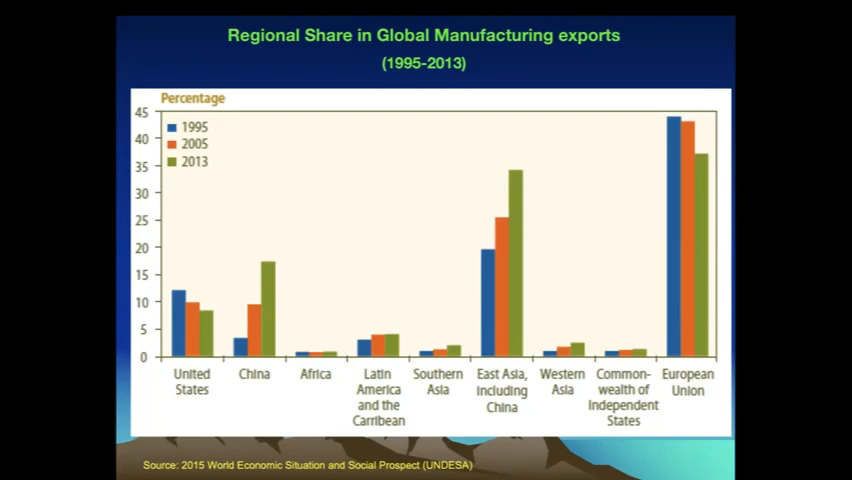 Regional Share in Global Manufacturing exports
(1995-2013)
Percentage
45
40
35
30
25
20
15
10
5
0
1995
2005
2013
United
States
China
Africa
Latin
America
and the
Carribean
Southern
Asia
East Asia,
including
China
Western
Asia
Common-
wealth of
Independent
States
European
Union
Source: 2015 World Economic Situation and Social Prospect (UNDESA)